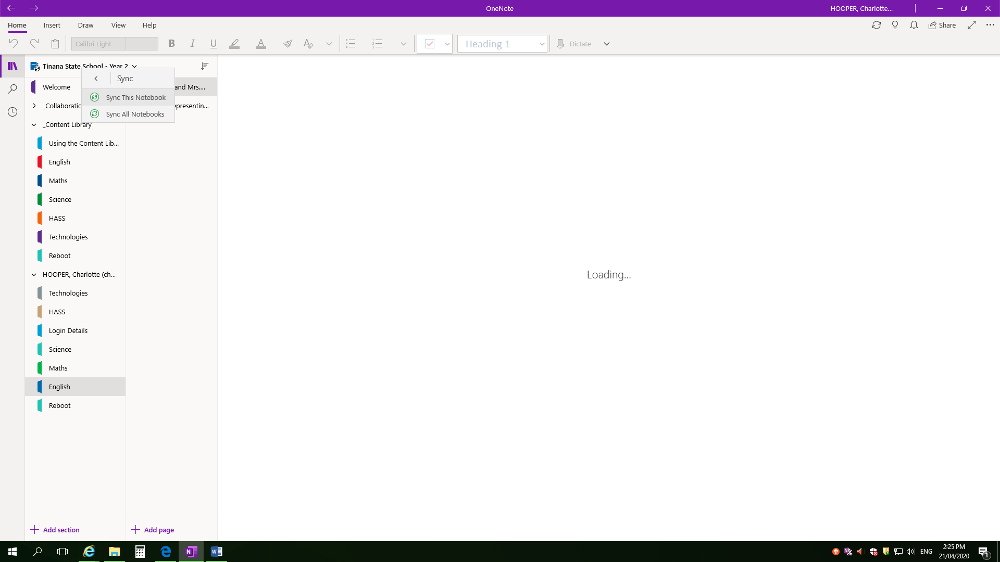 OneNote
HOOPER, Charlotte...
Home Insert Draw View Help
Share
Calibri Light
B I U A
Heading 1
Dictate
Tinana State School - Year 2
Sync
Sync This Notebook
Sync All Notebooks
Welcome
and Mrs....
_Collaboratio
epresentin...
_Content Library
Using the Content Lib...
English
Maths
Science
HASS
Technologies
Reboot
HOOPER, Charlotte (ch...
Technologies
HASS
Login Details
Science
Maths
English
Reboot
Loading...
Add section
Add page
ENG
2:25 PM
21/04/2020
1